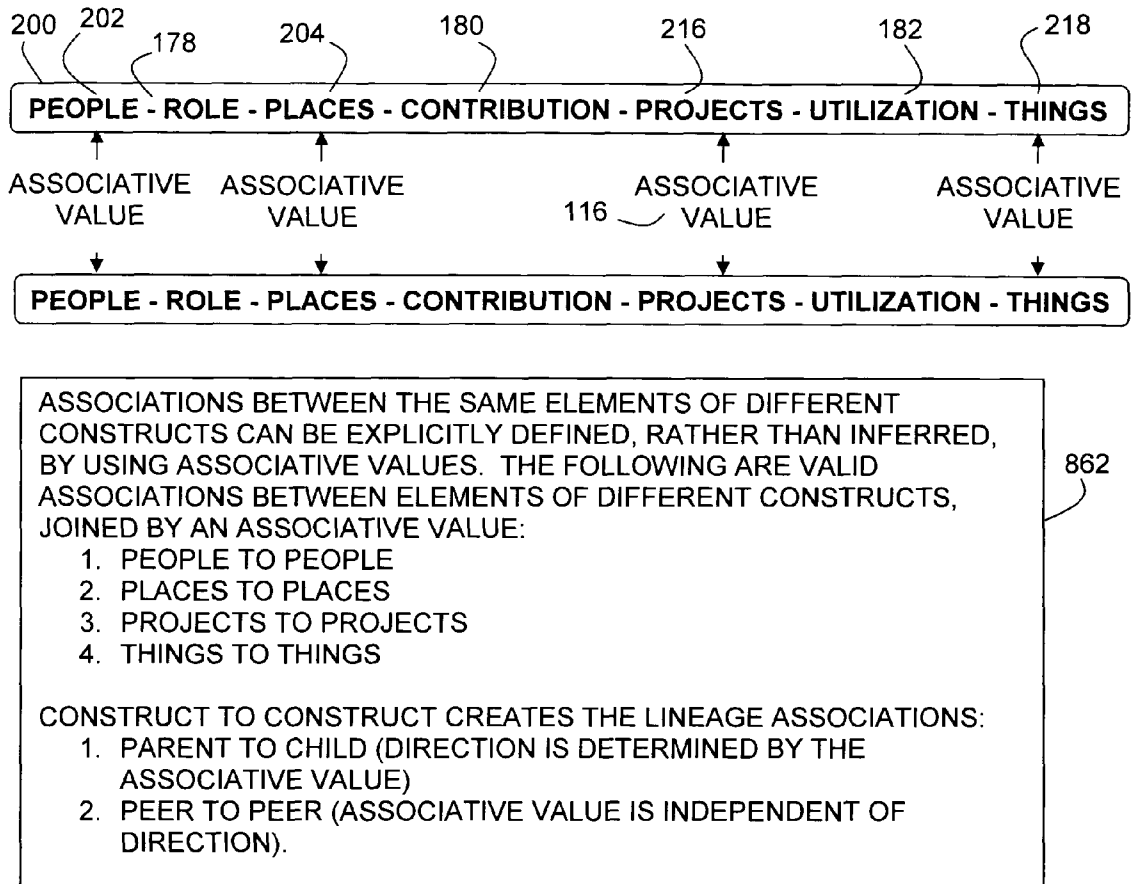 200 202 178 204 180 216 182 218
PEOPLE - ROLE - PLACES - CONTRIBUTION - PROJECTS - UTILIZATION - THINGS
ASSOCIATIVE ASSOCIATIVE ASSOCIATIVE ASSOCIATIVE
VALUE VALUE 116 VALUE VALUE
PEOPLE - ROLE - PLACES - CONTRIBUTION - PROJECTS - UTILIZATION - THINGS
ASSOCIATIONS BETWEEN THE SAME ELEMENTS OF DIFFERENT
CONSTRUCTS CAN BE EXPLICITLY DEFINED, RATHER THAN INFERRED,
BY USING ASSOCIATIVE VALUES. THE FOLLOWING ARE VALID
862
ASSOCIATIONS BETWEEN ELEMENTS OF DIFFERENT CONSTRUCTS,
JOINED BY AN ASSOCIATIVE VALUE:
1. PEOPLE TO PEOPLE
2. PLACES TO PLACES
3. PROJECTS TO PROJECTS
4. THINGS TO THINGS
CONSTRUCT TO CONSTRUCT CREATES THE LINEAGE ASSOCIATIONS:
1. PARENT TO CHILD (DIRECTION IS DETERMINED BY THE
ASSOCIATIVE VALUE)
2. PEER TO PEER (ASSOCIATIVE VALUE IS INDEPENDENT OF
DIRECTION).